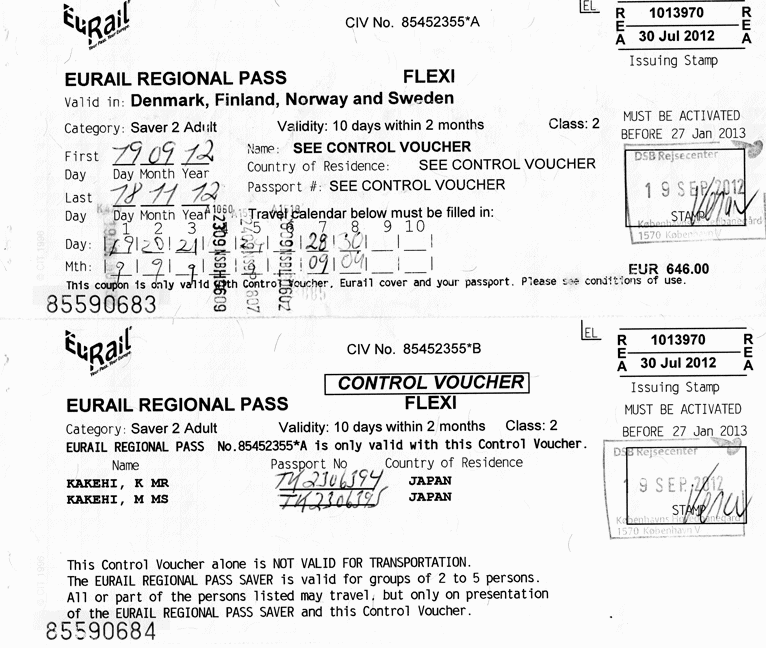 EURail
CIV No. 85452355*A
EL
R E A 1013970 R E A
30 Jul 2012
Issuing Stamp
EURAIL REGIONAL PASS FLEXI
Valid in: Denmark, Finland, Norway and Sweden
Category: Saver 2 Adult Validity: 10 days within 2 months Class: 2
MUST BE ACTIVATED
BEFORE 27 Jan 2013
First 19 09 12 Name: SEE CONTROL VOUCHER
Day Day Month Year Country of Residence: SEE CONTROL VOUCHER
Last 18 11 12 Passport #: SEE CONTROL VOUCHER
Day Day Month Year Travel calendar below must be filled in:
DSB Rejsecenter
19 SEP. 2012
STAMP
1570 København V
1 2 3 5 7 8 9 10
Day: 19 20 21 28 30
Mth: 9 9 9 09 09
EUR 646.00
This coupon is only valid with Control Voucher, Eurail cover and your passport. Please see conditions of use.
85590683
EURail
CIV No. 85452355*B
EL
R E A 1013970 R E A
30 Jul 2012
Issuing Stamp
CONTROL VOUCHER
EURAIL REGIONAL PASS FLEXI
MUST BE ACTIVATED
BEFORE 27 Jan 2013
Category: Saver 2 Adult Validity: 10 days within 2 months Class: 2
EURAIL REGIONAL PASS No.85452355*A is only valid with this Control Voucher.
Name Passport No Country of Residence
KAKEHI, K MR TK2306394 JAPAN
KAKEHI, M MS TK2306395 JAPAN
DSB Rejsecenter
19 SEP. 2012
STAMP
Københavns Hovedbanegård
1570 København V
This Control Voucher alone is NOT VALID FOR TRANSPORTATION.
The EURAIL REGIONAL PASS SAVER is valid for groups of 2 to 5 persons.
All or part of the persons listed may travel, but only on presentation
of the EURAIL REGIONAL PASS SAVER and this Control Voucher.
85590684